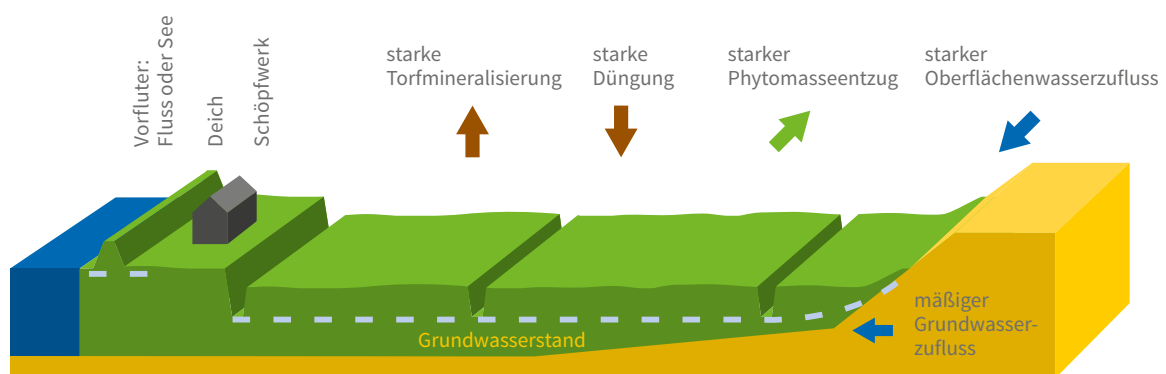 Vorfluter:
Fluss oder See
Deich
Schöpfwerk
starke
Torfmineralisierung
starke
Düngung
starker
Phytomasseentzug
starker
Oberflächenwasserzufluss
mäßiger
Grundwasser-
zufluss
Grundwasserstand